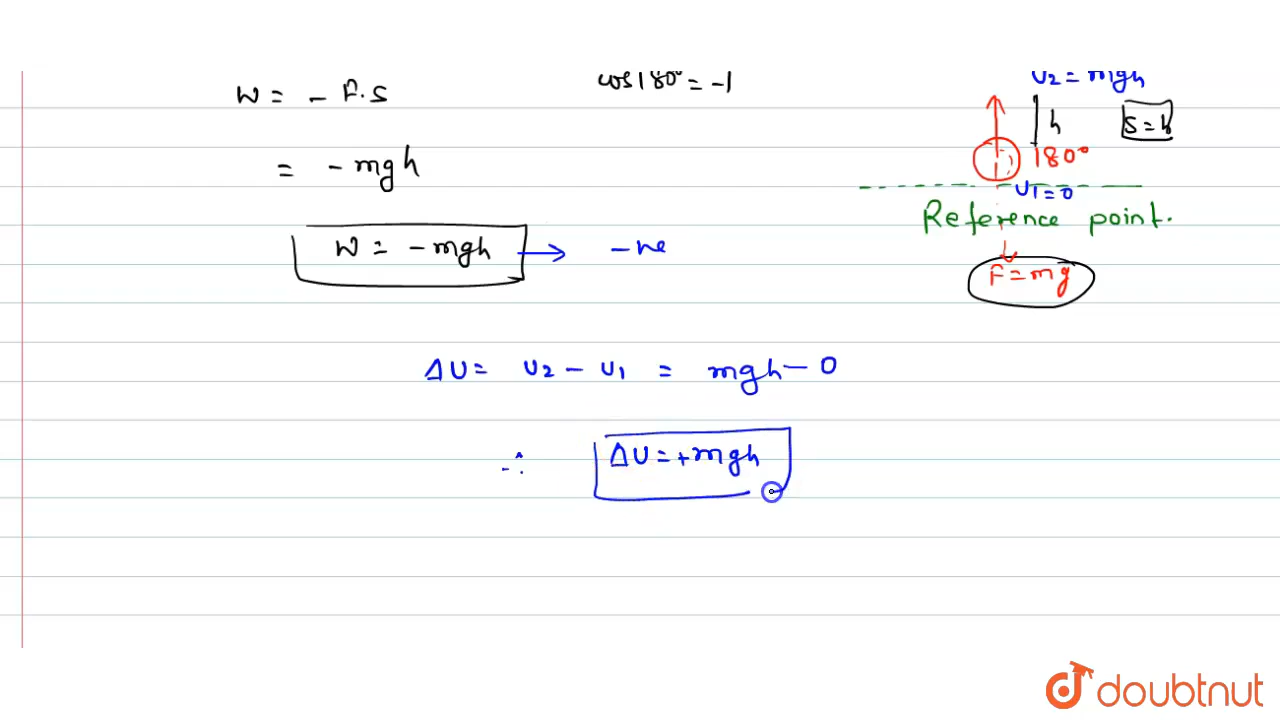 W = - F.S
cos180° = -1
U2 = mgh
h
S = h
= - mgh
180°
U1 = 0
Reference point.
W = - mgh → - ve
F = mg
ΔU = U2 - U1 = mgh - 0
∴ ΔU = + mgh
doubtnut